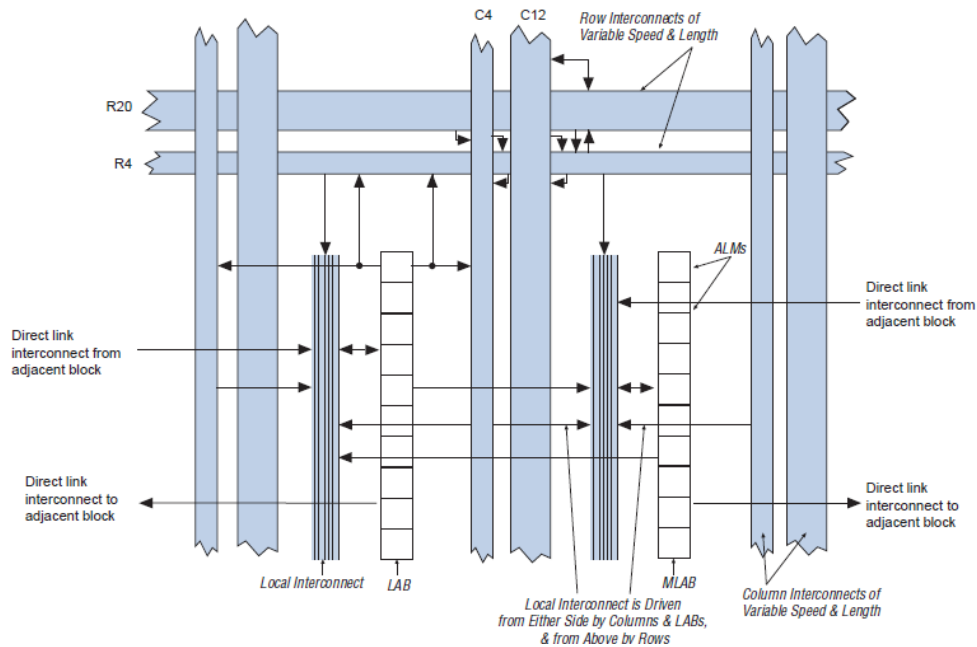 C4
C12
Row Interconnects of
Variable Speed & Length
R20
R4
ALMs
Direct link
interconnect from
adjacent block
Direct link
interconnect from
adjacent block
Direct link
interconnect to
adjacent block
Direct link
interconnect to
adjacent block
Local Interconnect
LAB
MLAB
Local Interconnect is Driven
from Either Side by Columns & LABs,
& from Above by Rows
Column Interconnects of
Variable Speed & Length